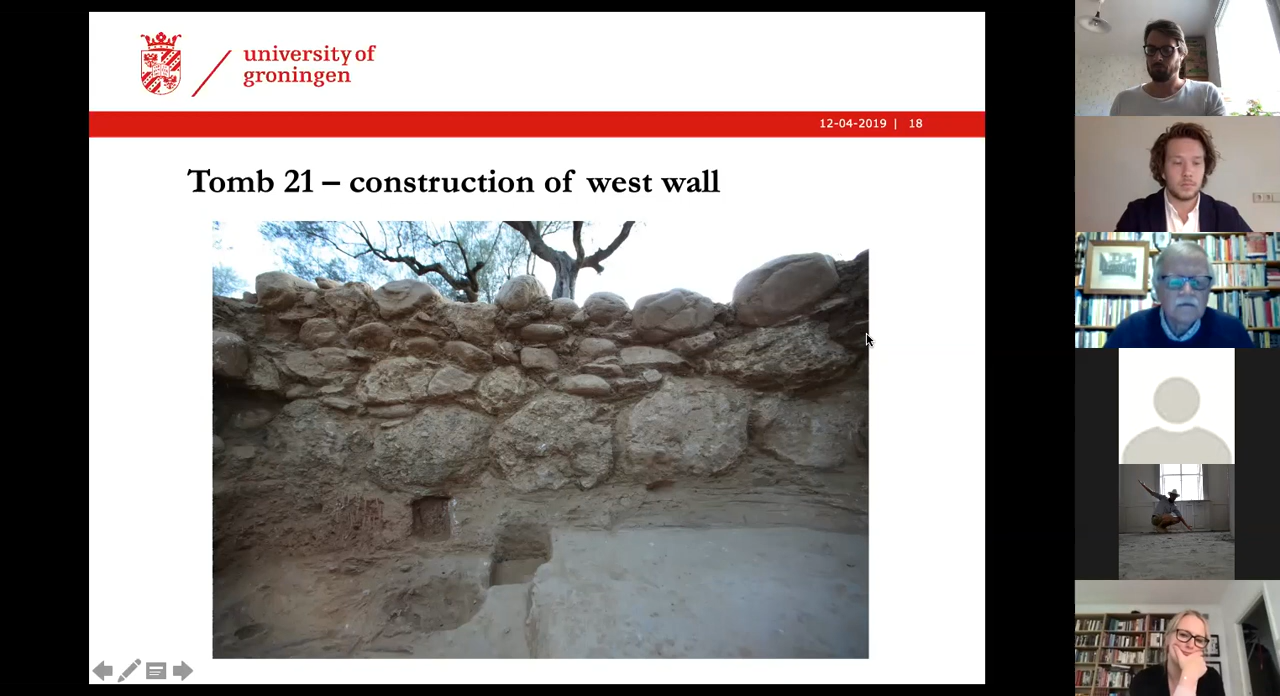 university of
groningen
12-04-2019 | 18
Tomb 21 – construction of west wall